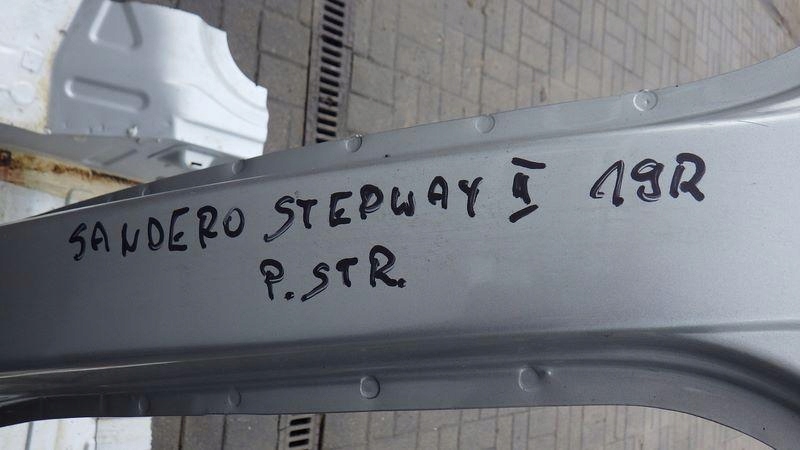 SANDERO STEPWAY II 19R
P.STR.